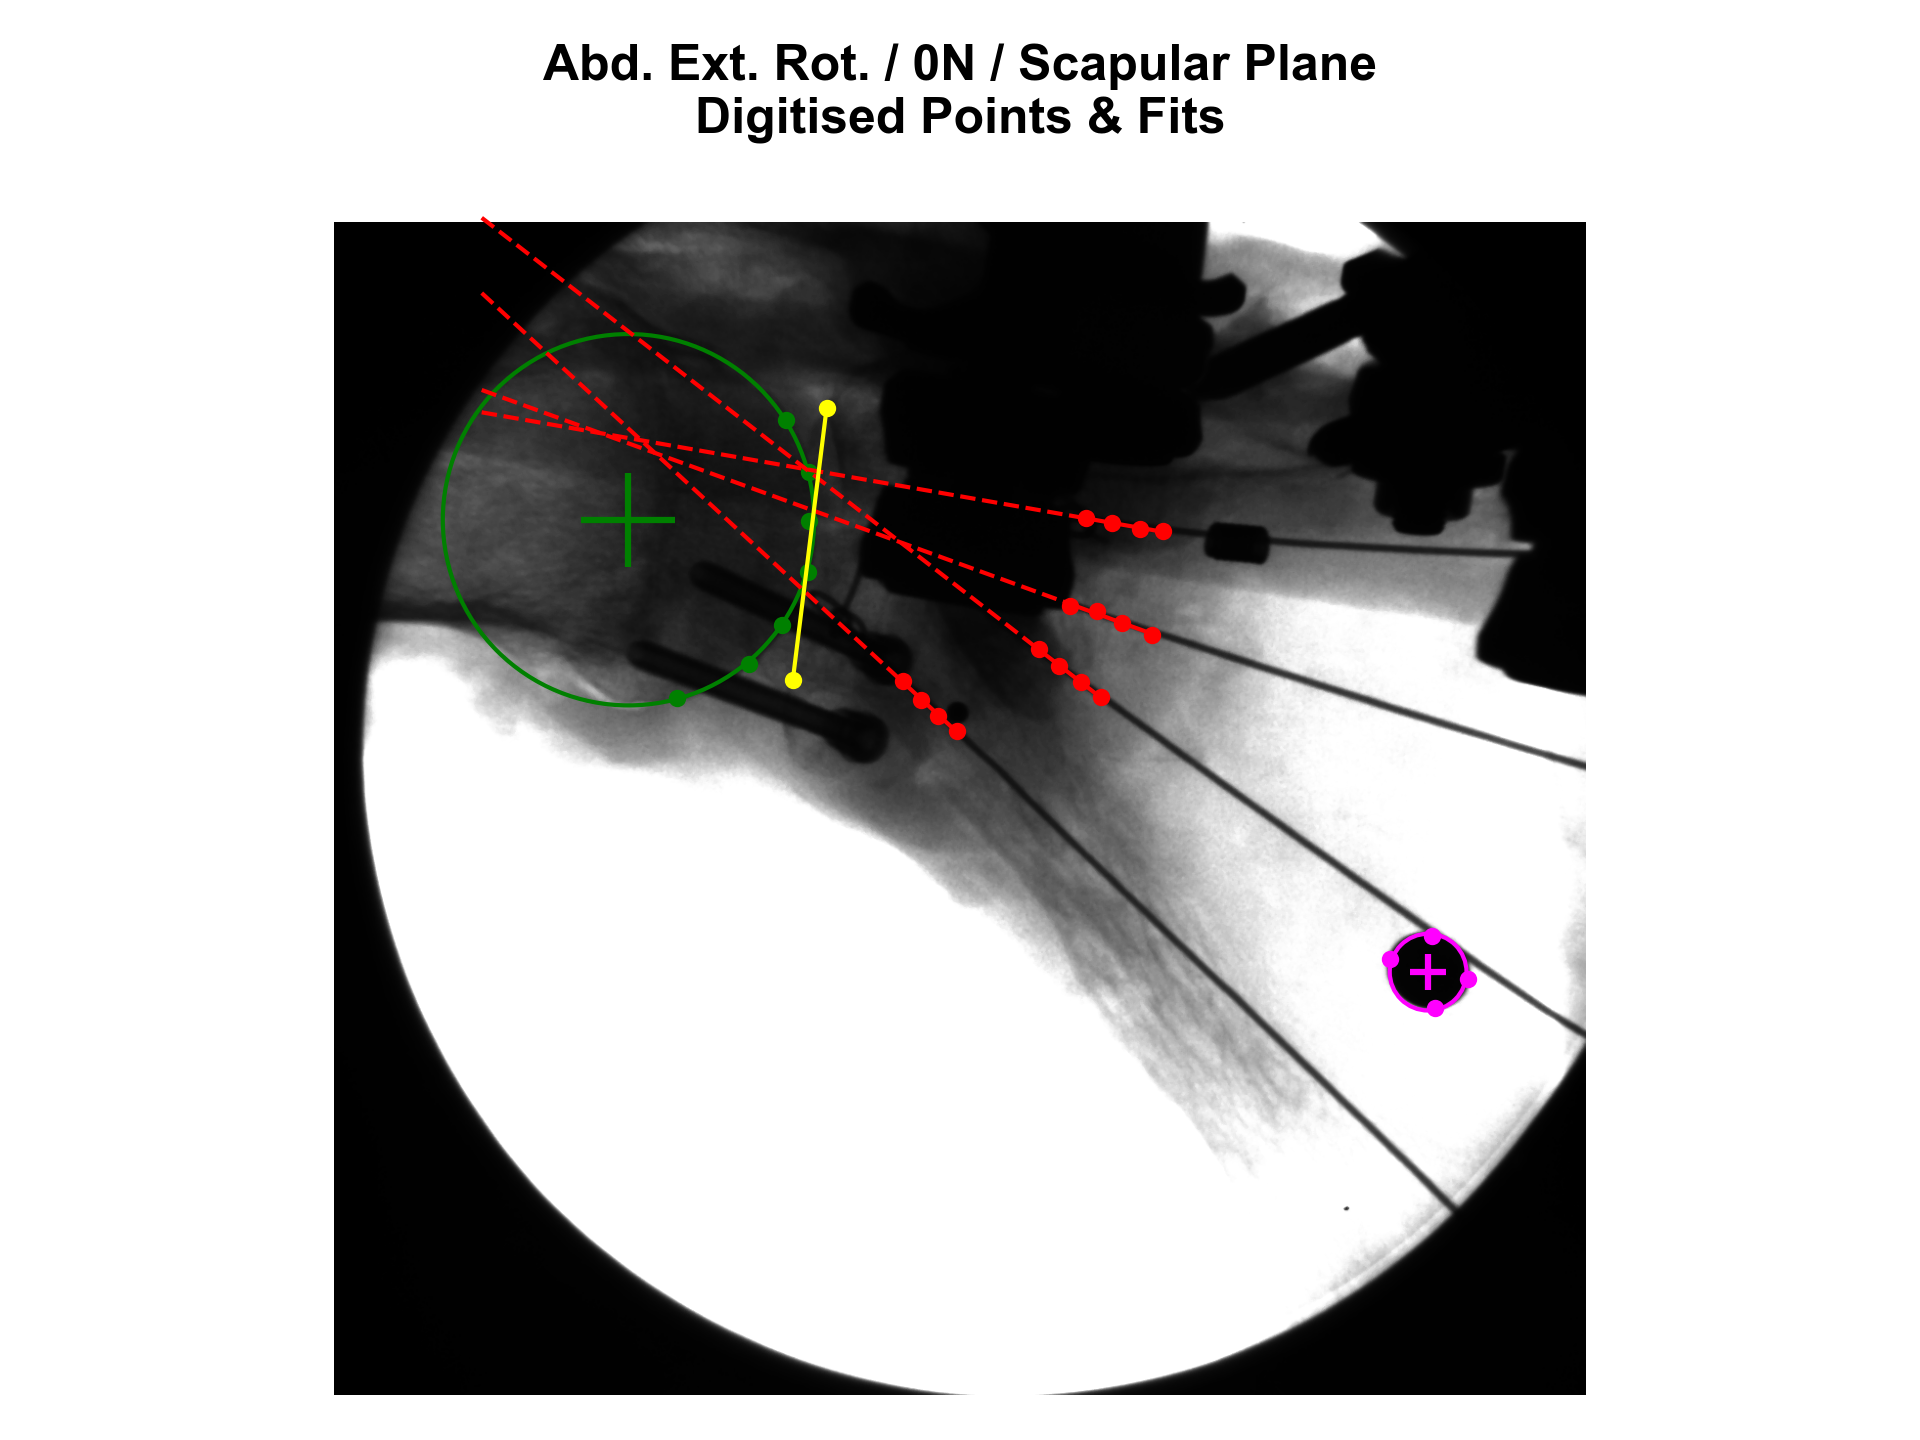 Abd. Ext. Rot. / 0N / Scapular Plane
Digitised Points & Fits